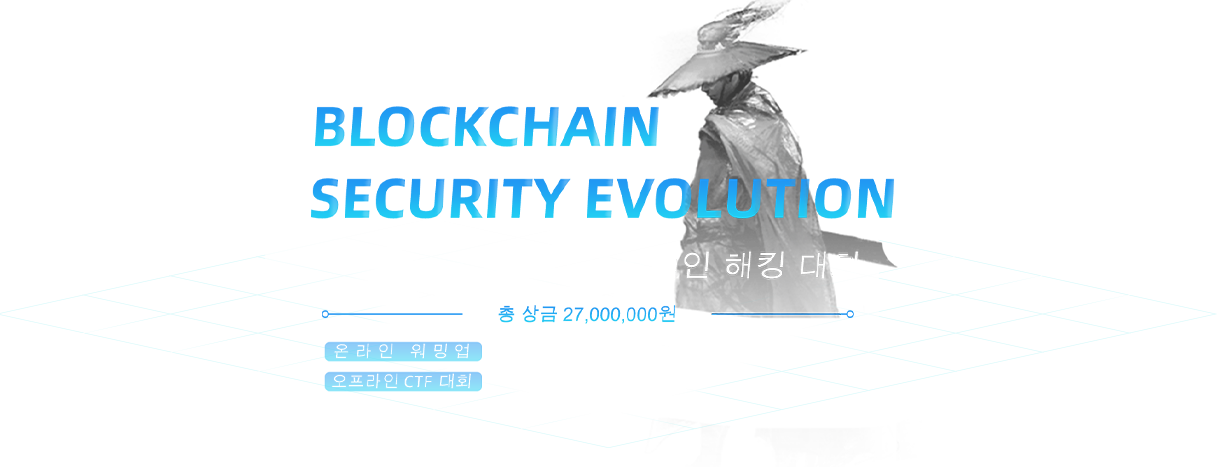 BLOCKCHAIN
SECURITY EVOLUTION
인 해킹 대회
총 상금 27,000,000원
온라인 워밍업
오프라인 CTF 대회